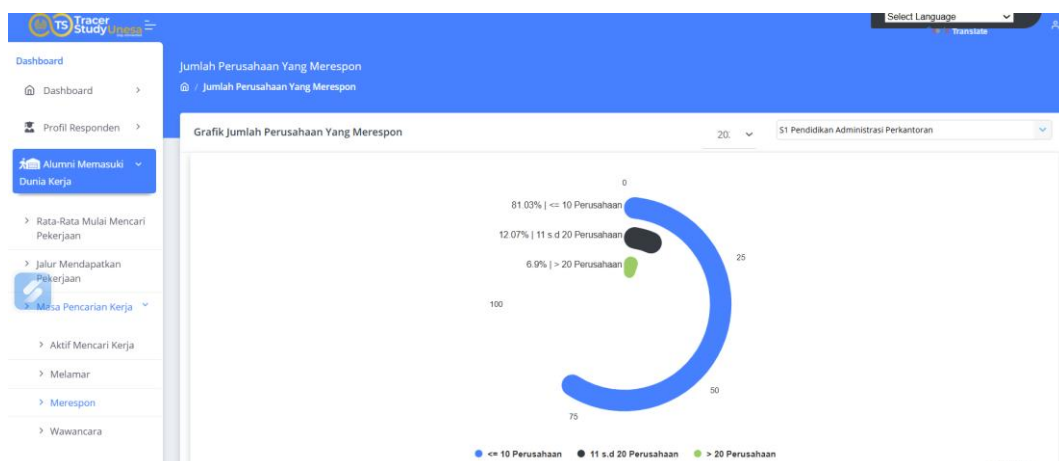 TS Tracer
Study Unesa
Select Language
Translate
Dashboard
Dashboard
Profil Responden
Alumni Memasuki
Dunia Kerja
Rata-Rata Mulai Mencari
Pekerjaan
Jalur Mendapatkan
Pekerjaan
Masa Pencarian Kerja
Aktif Mencari Kerja
Melamar
Merespon
Wawancara
Jumlah Perusahaan Yang Merespon
/ Jumlah Perusahaan Yang Merespon
Grafik Jumlah Perusahaan Yang Merespon
S1 Pendidikan Administrasi Perkantoran
0
81.03% | <= 10 Perusahaan
12.07% | 11 s.d 20 Perusahaan
6.9% | > 20 Perusahaan
25
100
50
75
<= 10 Perusahaan 11 s.d 20 Perusahaan > 20 Perusahaan